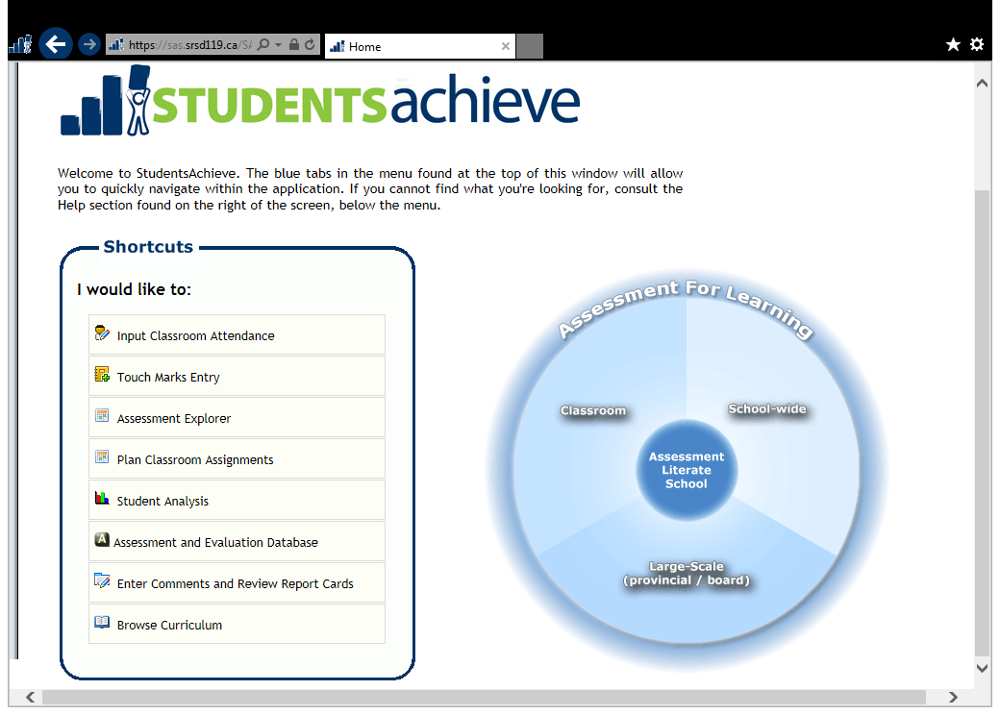 https://sas.srsd119.ca/SA
Home
STUDENTSachieve
Welcome to StudentsAchieve. The blue tabs in the menu found at the top of this window will allow
you to quickly navigate within the application. If you cannot find what you're looking for, consult the
Help section found on the right of the screen, below the menu.
Shortcuts
I would like to:
Input Classroom Attendance
Touch Marks Entry
Assessment Explorer
Plan Classroom Assignments
Student Analysis
A Assessment and Evaluation Database
Enter Comments and Review Report Cards
Browse Curriculum
Assessment For Learning
Classroom
School-wide
Assessment
Literate
School
Large-Scale
(provincial / board)